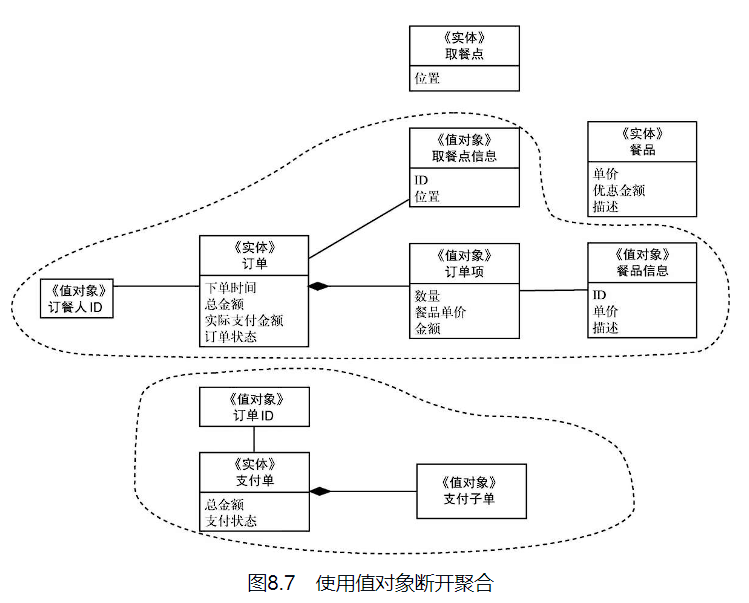 《实体》
取餐点
位置
《值对象》
取餐点信息
ID
位置
《实体》
餐品
单价
优惠金额
描述
《实体》
订单
下单时间
总金额
实际支付金额
订单状态
《值对象》
订单项
数量
餐品单价
金额
《值对象》
餐品信息
ID
单价
描述
《值对象》
订餐人ID
《值对象》
订单ID
《实体》
支付单
总金额
支付状态
《值对象》
支付子单
图8.7 使用值对象断开聚合